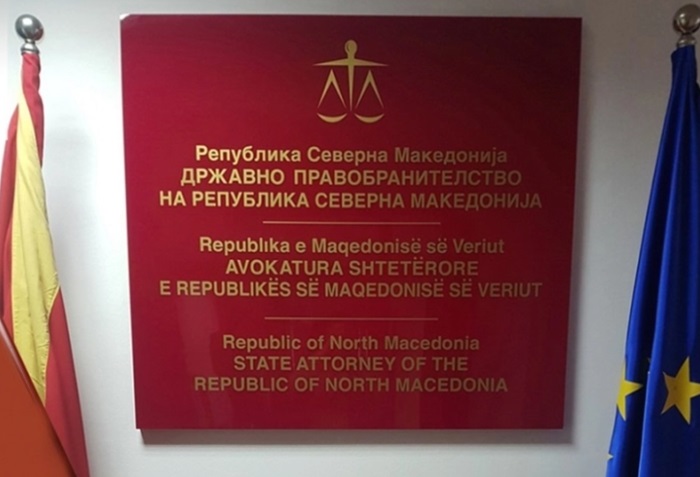 Република Северна Македонија
ДРЖАВНО ПРАВОБРАНИТЕЛСТВО
НА РЕПУБЛИКА СЕВЕРНА МАКЕДОНИЈА
Republika e Maqedonisë së Veriut
AVOKATURA SHTETËRORE
E REPUBLIKËS SË MAQEDONISË SË VERIUT
Republic of North Macedonia
STATE ATTORNEY OF THE
REPUBLIC OF NORTH MACEDONIA